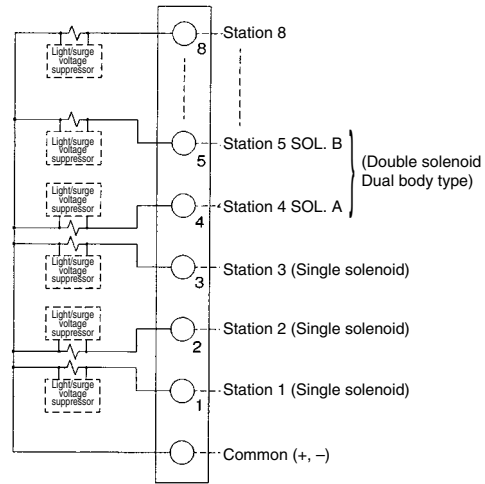 8 Station 8
Light/surge
voltage
suppressor
5 Station 5 SOL. B
Light/surge
voltage
suppressor
(Double solenoid
Dual body type)
Light/surge
voltage
suppressor
4 Station 4 SOL. A
3 Station 3 (Single solenoid)
Light/surge
voltage
suppressor
Light/surge
voltage
suppressor
2 Station 2 (Single solenoid)
1 Station 1 (Single solenoid)
Light/surge
voltage
suppressor
Common (+, –)